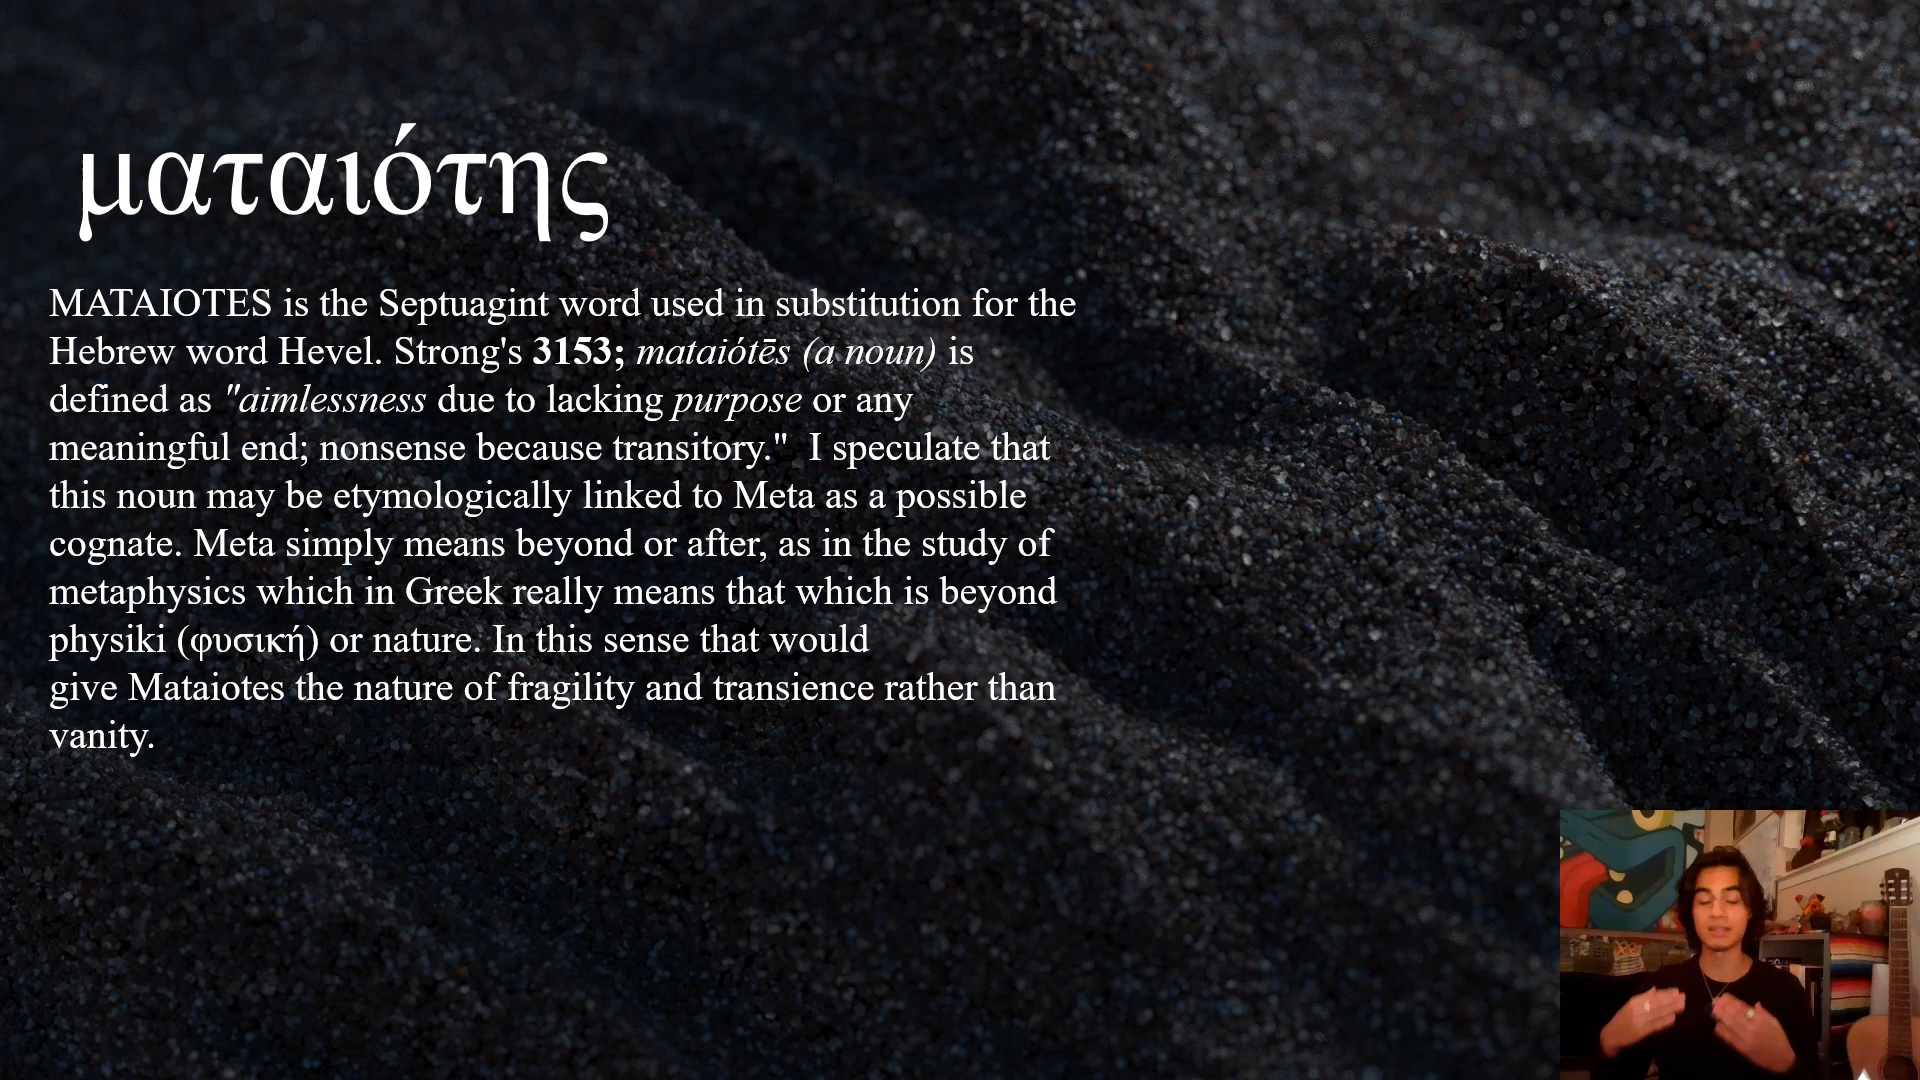 ματαιότης
MATAIOTES is the Septuagint word used in substitution for the
Hebrew word Hevel. Strong's 3153; mataiótēs (a noun) is
defined as "aimlessness due to lacking purpose or any
meaningful end; nonsense because transitory."  I speculate that
this noun may be etymologically linked to Meta as a possible
cognate. Meta simply means beyond or after, as in the study of
metaphysics which in Greek really means that which is beyond
physiki (φυσική) or nature. In this sense that would
give Mataiotes the nature of fragility and transience rather than
vanity.